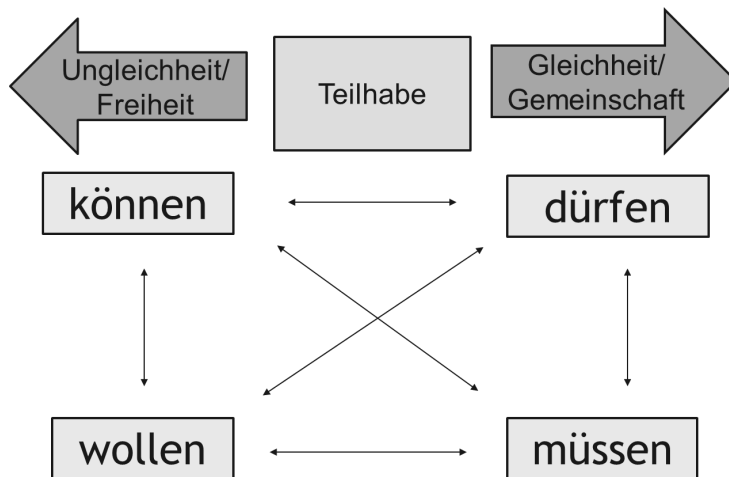 Ungleichheit/
Freiheit
Teilhabe
Gleichheit/
Gemeinschaft
können
dürfen
wollen
müssen